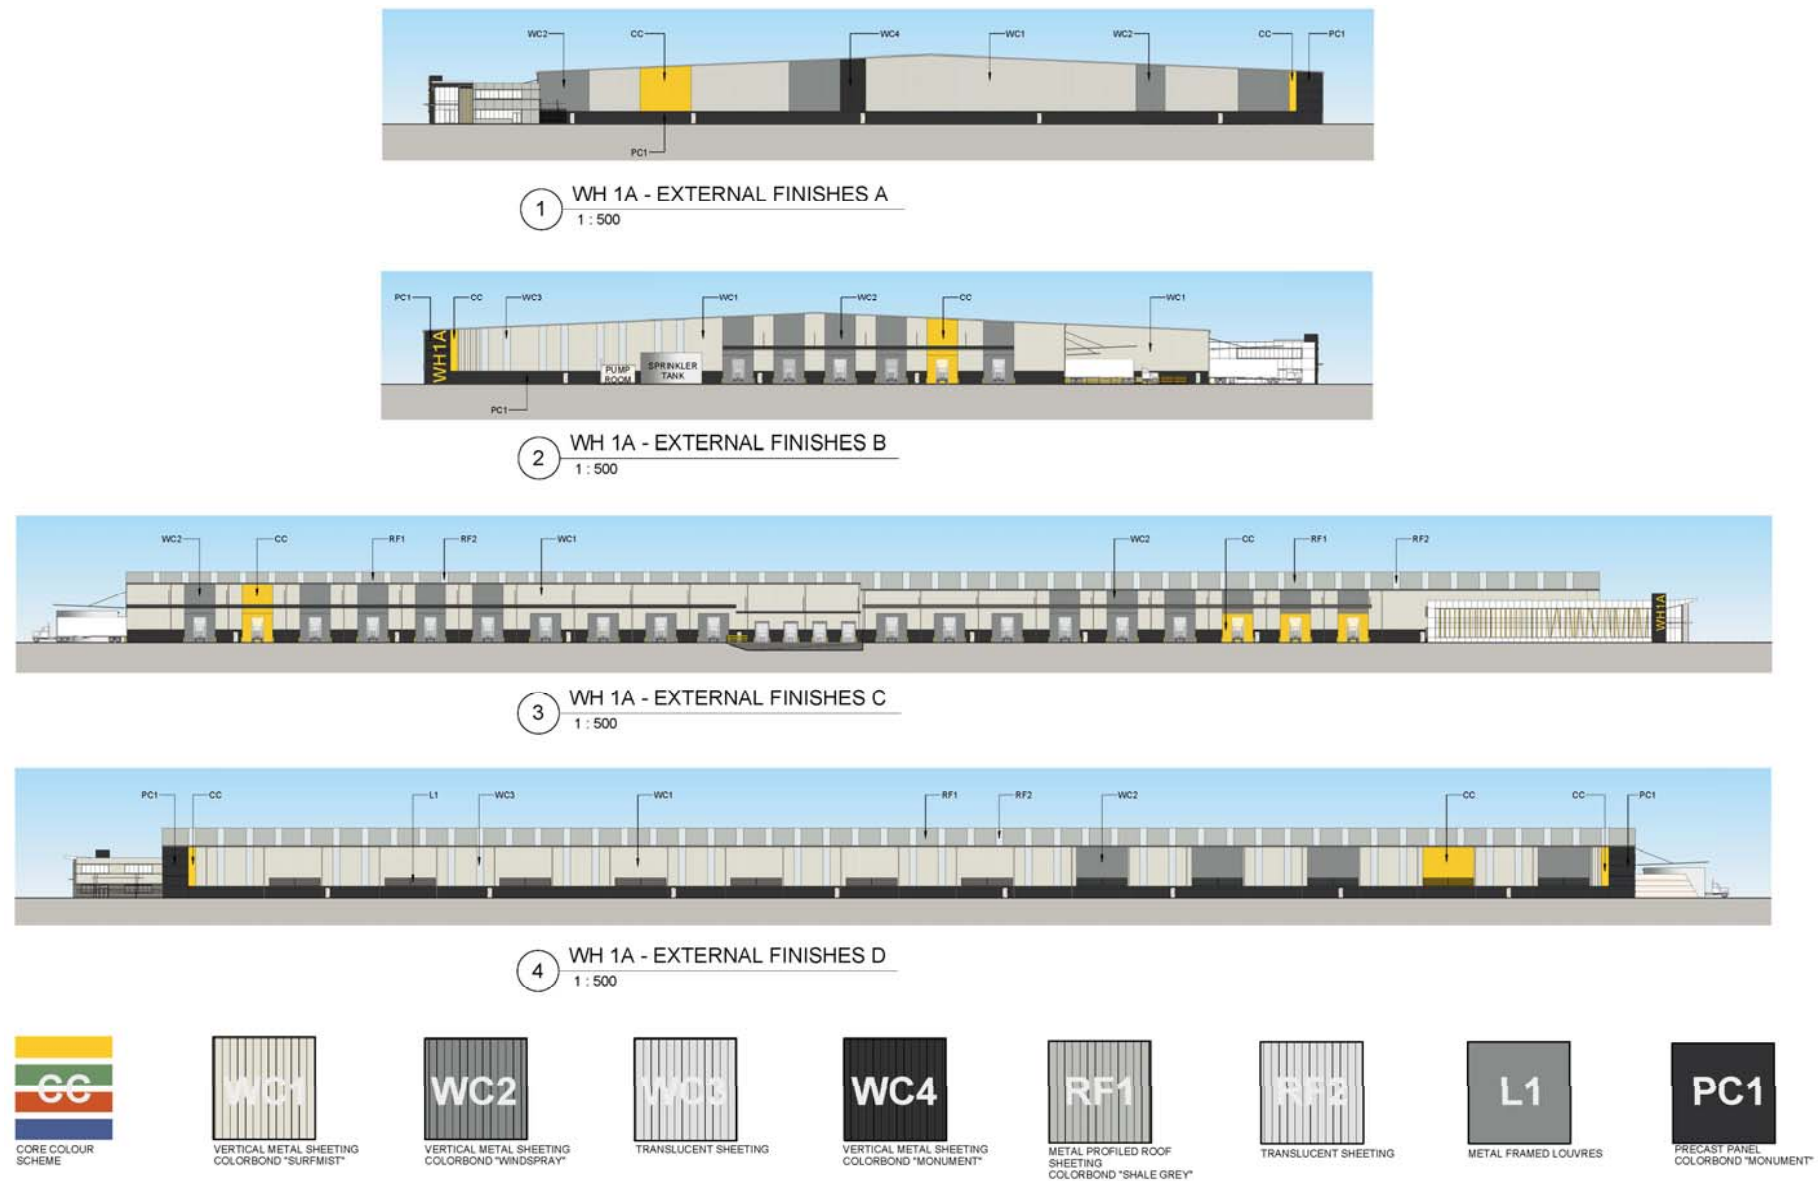 WC2
CC
WC4
WC1
WC2
CC
PC1
PC1
1
WH 1A - EXTERNAL FINISHES A
1 : 500
PC1
CC
WC3
WC1
WC2
CC
WC1
WH1A
PUMP
ROOM
SPRINKLER
TANK
PC1
2
WH 1A - EXTERNAL FINISHES B
1 : 500
WC2
CC
RF1
RF2
WC1
WC2
CC
RF1
RF2
WH1A
3
WH 1A - EXTERNAL FINISHES C
1 : 500
PC1
CC
L1
WC3
WC1
RF1
RF2
WC2
CC
CC
PC1
4
WH 1A - EXTERNAL FINISHES D
1 : 500
CC
CORE COLOUR
SCHEME
WC1
VERTICAL METAL SHEETING
COLORBOND "SURFMIST"
WC2
VERTICAL METAL SHEETING
COLORBOND "WINDSPRAY"
WC3
TRANSLUCENT SHEETING
WC4
VERTICAL METAL SHEETING
COLORBOND "MONUMENT"
RF1
METAL PROFILED ROOF
SHEETING
COLORBOND "SHALE GREY"
RF2
TRANSLUCENT SHEETING
L1
METAL FRAMED LOUVRES
PC1
PRECAST PANEL
COLORBOND "MONUMENT"